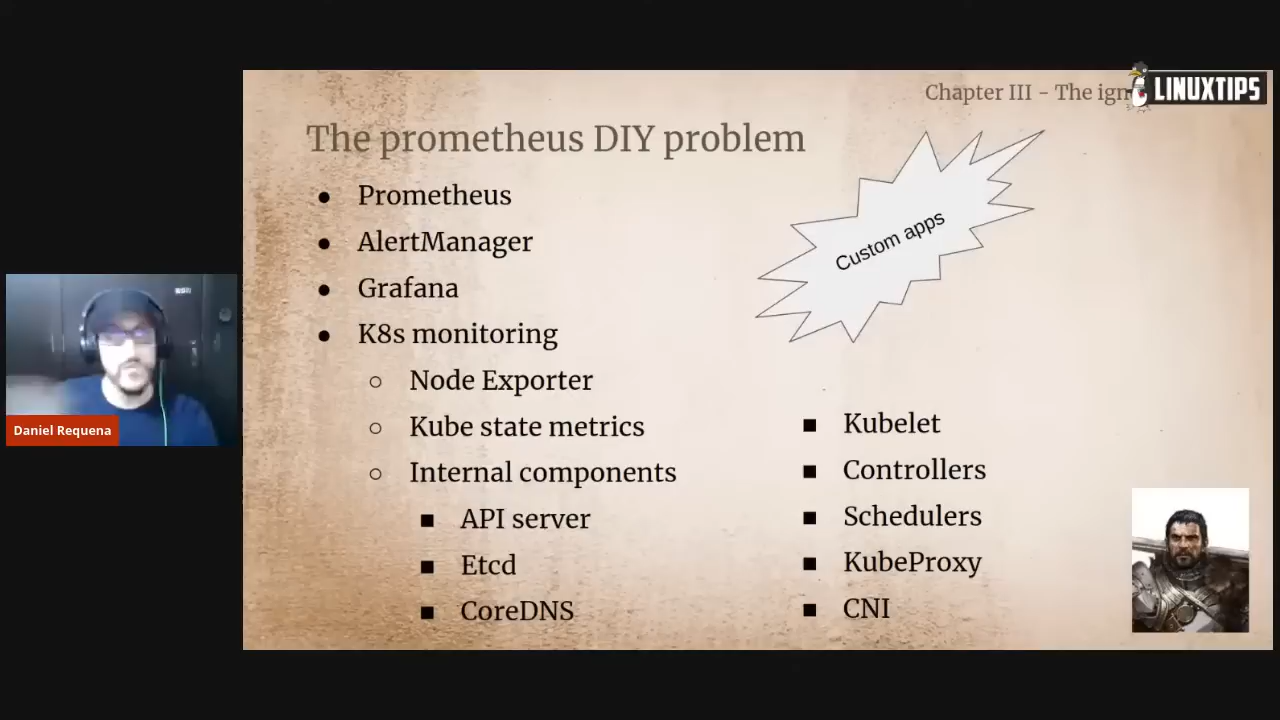 Chapter III - The ign
LINUXTIPS
The prometheus DIY problem
Prometheus
AlertManager
Grafana
K8s monitoring
Node Exporter
Kube state metrics
Internal components
API server
Etcd
CoreDNS
Custom apps
Kubelet
Controllers
Schedulers
KubeProxy
CNI
Daniel Requena